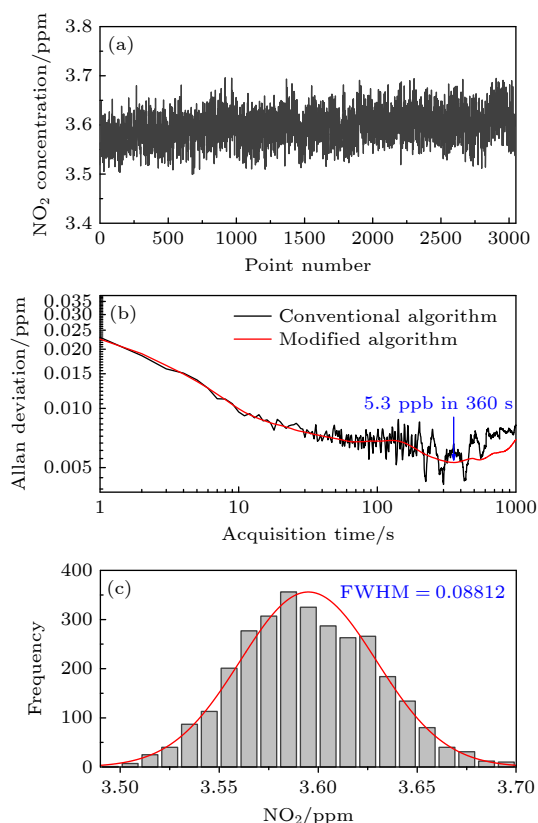 (a)
3.8
3.7
3.6
3.5
3.4
NO₂ concentration/ppm
0 500 1000 1500 2000 2500 3000
Point number
(b)
0.035
0.030
0.025
0.020
0.015
0.010
0.005
Allan deviation/ppm
Conventional algorithm
Modified algorithm
5.3 ppb in 360 s
1 10 100 1000
Acquisition time/s
(c)
FWHM = 0.08812
400
300
200
100
0
Frequency
3.50 3.55 3.60 3.65 3.70
NO₂/ppm